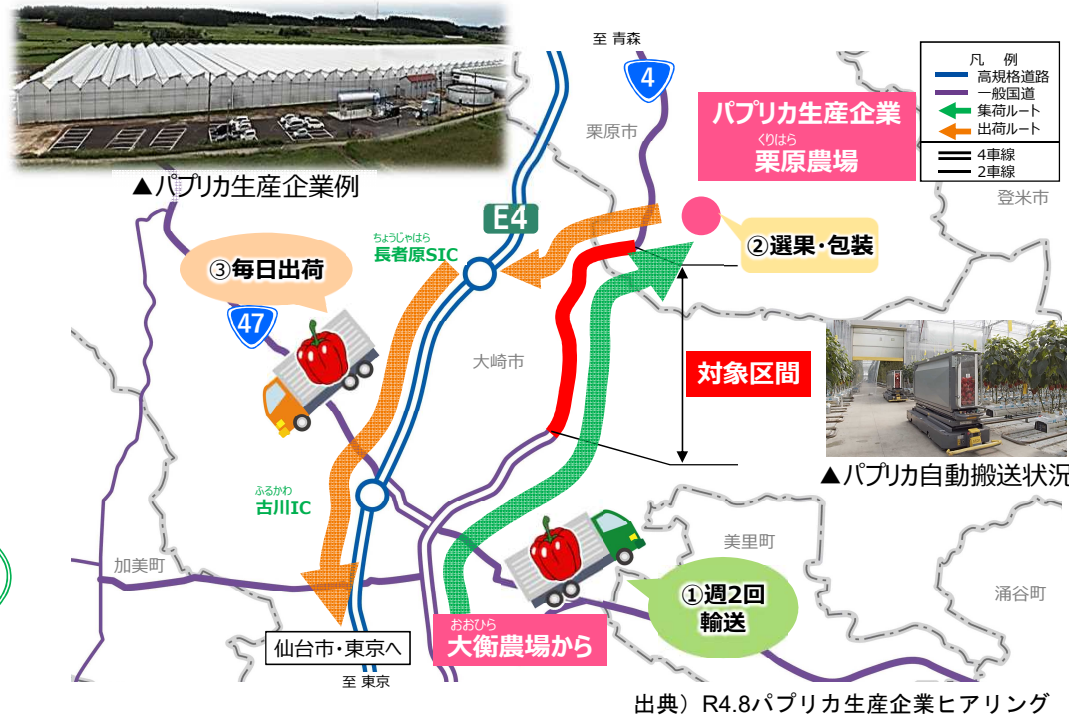 至 青森
4
凡 例
高規格道路
一般国道
集荷ルート
出荷ルート
4車線
2車線
パプリカ生産企業
くりはら
栗原農場
栗原市
登米市
▲パプリカ生産企業例
E4
ちょうじゃはら
長者原SIC
②選果・包装
③毎日出荷
47
大崎市
対象区間
▲パプリカ自動搬送状況
ふるかわ
古川IC
加美町
美里町
涌谷町
①週2回
輸送
おおひら
大衡農場から
仙台市・東京へ
至 東京
出典）R4.8パプリカ生産企業ヒアリング